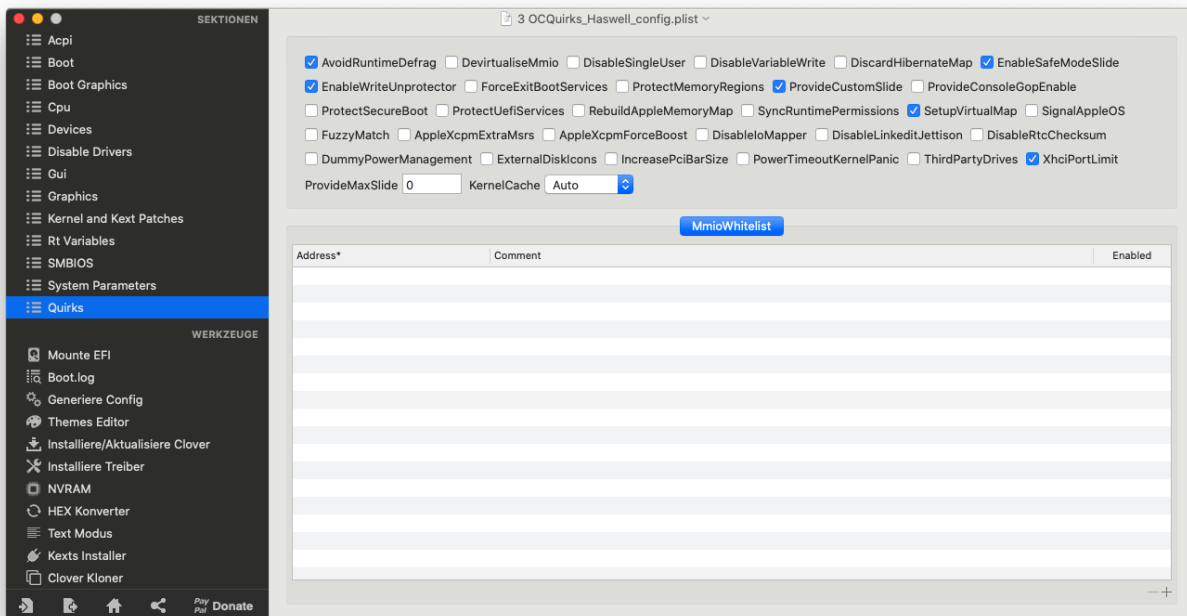 SEKTIONEN
Acpi
Boot
Boot Graphics
Cpu
Devices
Disable Drivers
Gui
Graphics
Kernel and Kext Patches
Rt Variables
SMBIOS
System Parameters
Quirks
WERKZEUGE
Mounte EFI
Boot.log
Generiere Config
Themes Editor
Installiere/Aktualisiere Clover
Installiere Treiber
NVRAM
HEX Konverter
Text Modus
Kexts Installer
Clover Kloner
Pay Pal Donate
3 OCQuirks_Haswell_config.plist
AvoidRuntimeDefrag DevirtualiseMmio DisableSingleUser DisableVariableWrite DiscardHibernateMap EnableSafeModeSlide
EnableWriteUnprotector ForceExitBootServices ProtectMemoryRegions ProvideCustomSlide ProvideConsoleGopEnable
ProtectSecureBoot ProtectUefiServices RebuildAppleMemoryMap SyncRuntimePermissions SetupVirtualMap SignalAppleOS
FuzzyMatch AppleXcpmExtraMsrs AppleXcpmForceBoost DisableIoMapper DisableLinkeditJettison DisableRtcChecksum
DummyPowerManagement ExternalDiskIcons IncreasePciBarSize PowerTimeoutKernelPanic ThirdPartyDrives XhciPortLimit
ProvideMaxSlide 0 KernelCache Auto
MmioWhitelist
Address* Comment Enabled